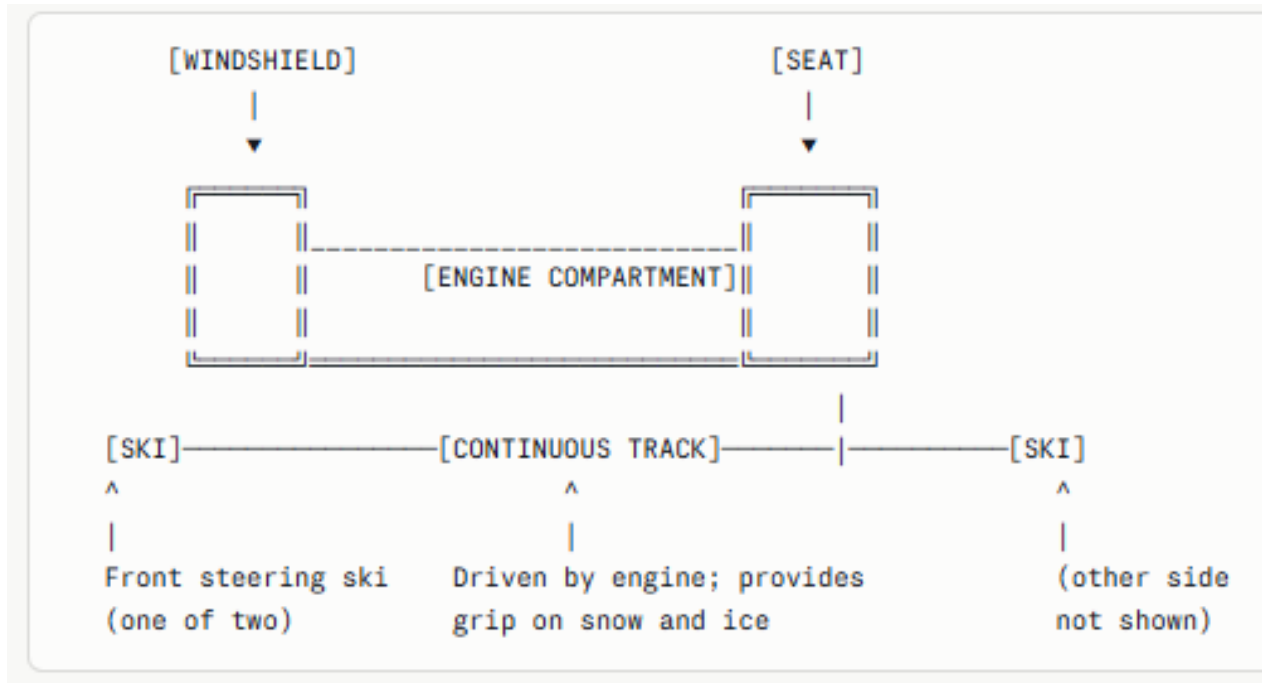 [WINDSHIELD] [SEAT]
[ENGINE COMPARTMENT]
[SKI] [CONTINUOUS TRACK] [SKI]
Front steering ski Driven by engine; provides (other side
(one of two) grip on snow and ice not shown)